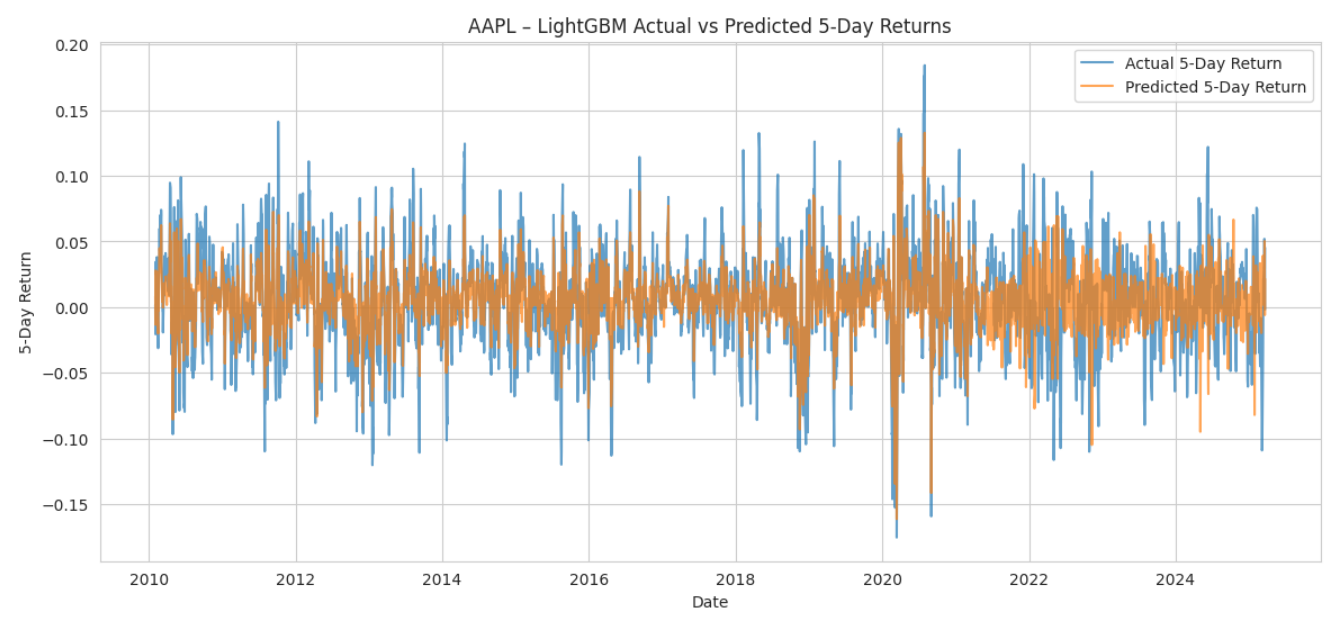 AAPL – LightGBM Actual vs Predicted 5-Day Returns
Actual 5-Day Return
Predicted 5-Day Return
5-Day Return
0.20
0.15
0.10
0.05
0.00
−0.05
−0.10
−0.15
2010 2012 2014 2016 2018 2020 2022 2024
Date